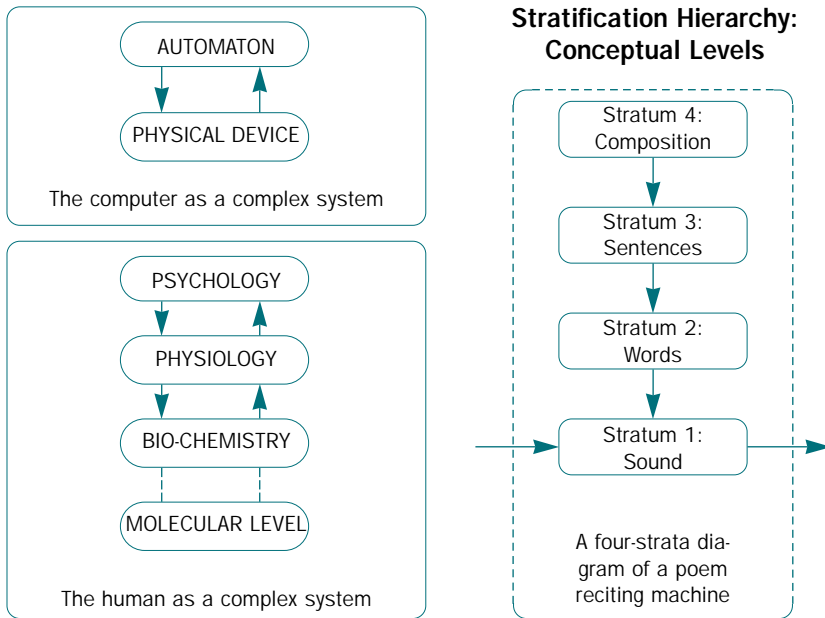 AUTOMATON
PHYSICAL DEVICE
The computer as a complex system
PSYCHOLOGY
PHYSIOLOGY
BIO-CHEMISTRY
MOLECULAR LEVEL
The human as a complex system
Stratification Hierarchy:
Conceptual Levels
Stratum 4:
Composition
Stratum 3:
Sentences
Stratum 2:
Words
Stratum 1:
Sound
A four-strata dia-
gram of a poem
reciting machine